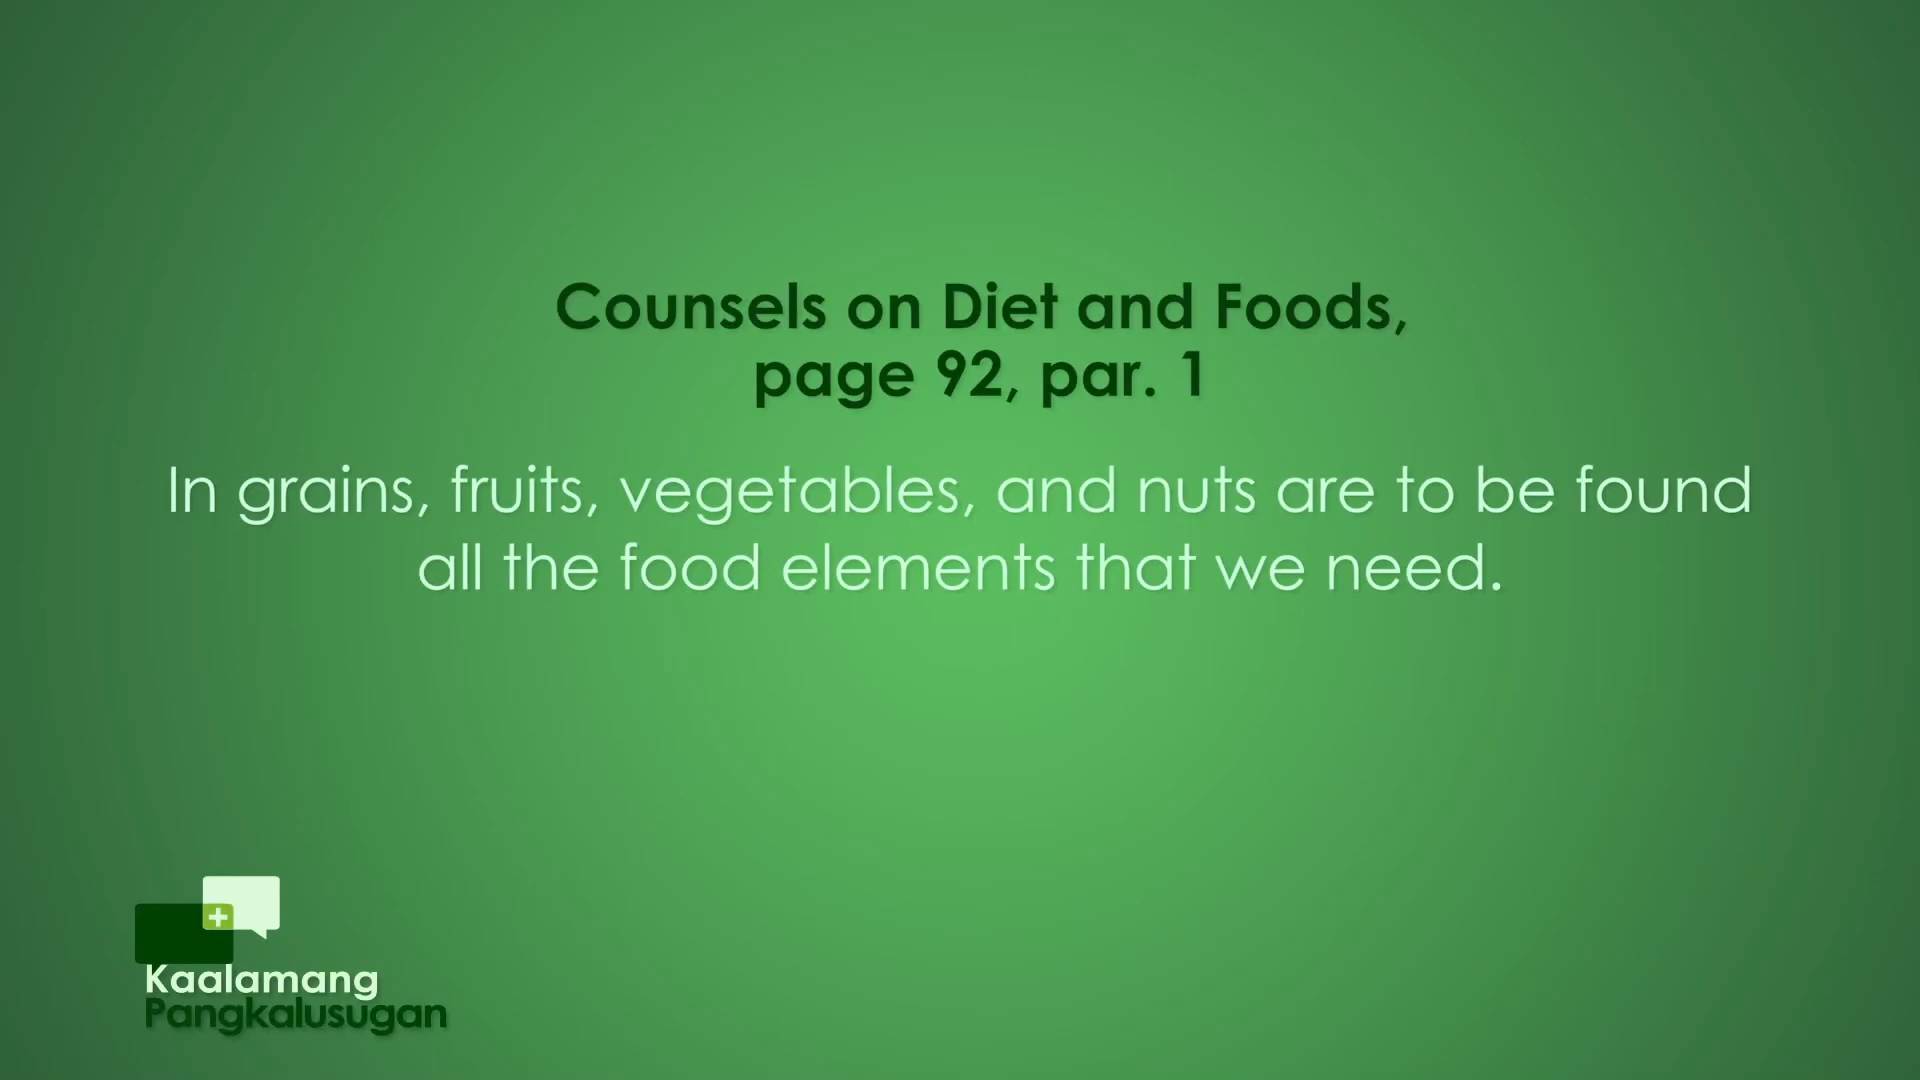 Counsels on Diet and Foods,
page 92, par. 1
In grains, fruits, vegetables, and nuts are to be found
all the food elements that we need.
Kaalamang
Pangkalusugan